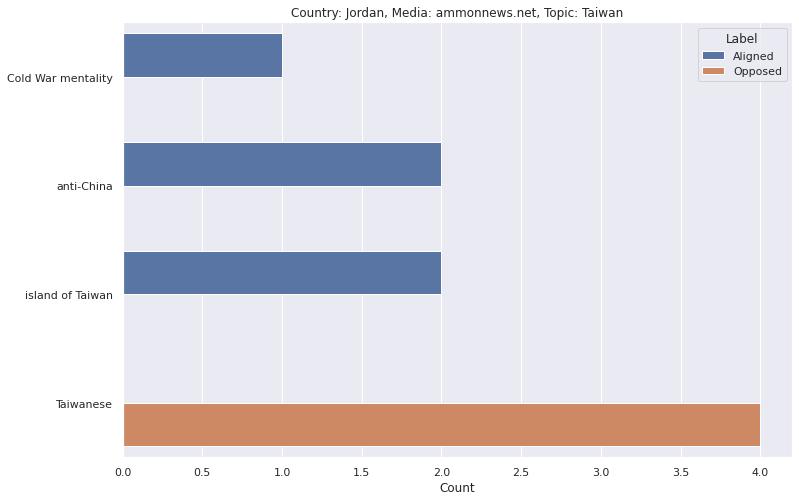 Country: Jordan, Media: ammonnews.net, Topic: Taiwan
Label
Aligned
Opposed
Cold War mentality
anti-China
island of Taiwan
Taiwanese
0.0 0.5 1.0 1.5 2.0 2.5 3.0 3.5 4.0
Count